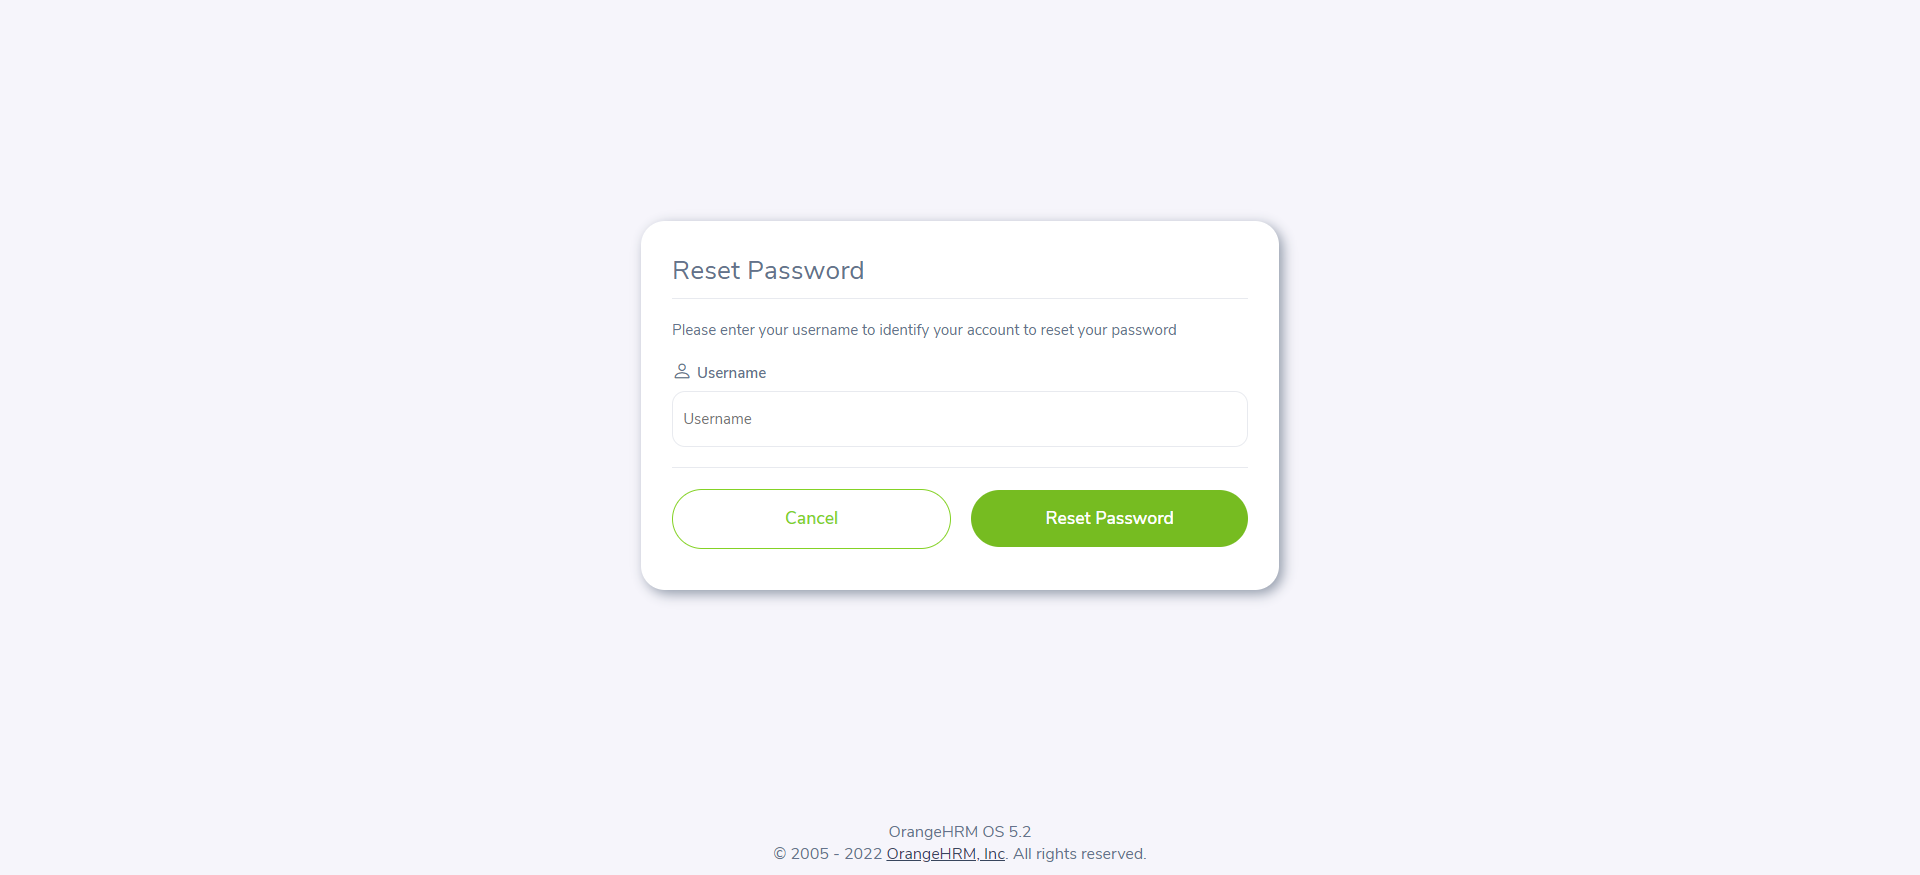 Reset Password
Please enter your username to identify your account to reset your password
Username
Username
Cancel
Reset Password
OrangeHRM OS 5.2
© 2005 - 2022 OrangeHRM, Inc. All rights reserved.